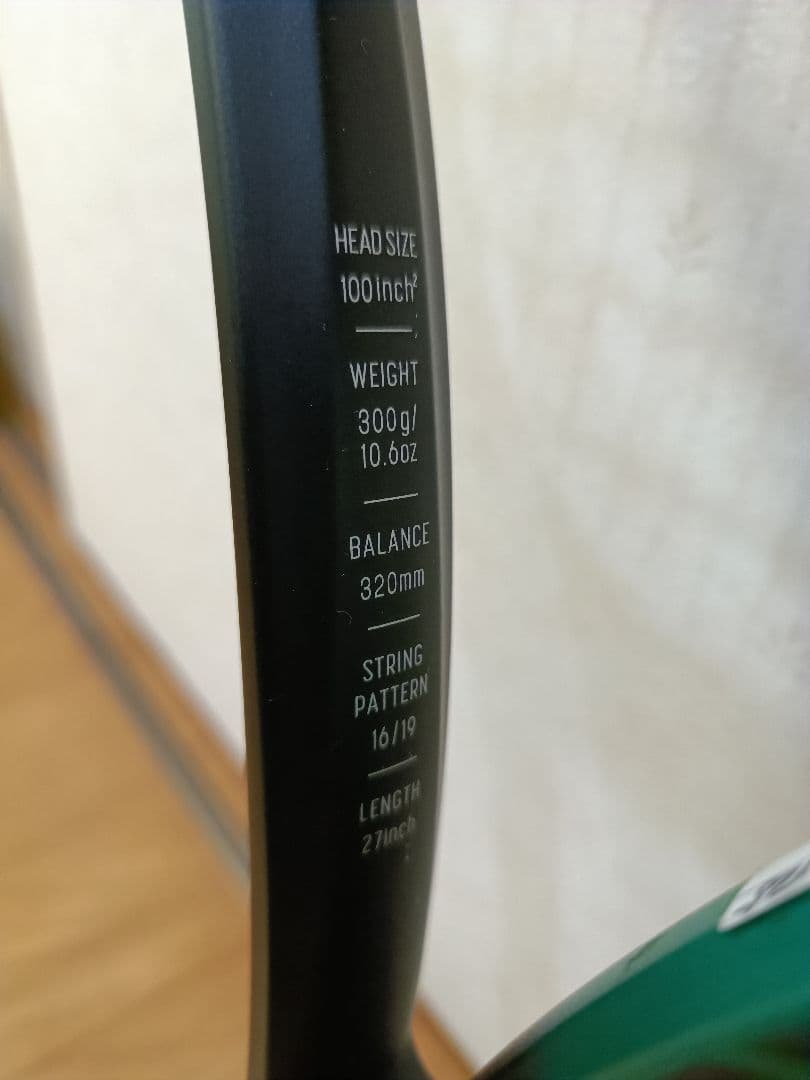 HEAD SIZE
100inch²
WEIGHT
300g/
10.6oz
BALANCE
320mm
STRING
PATTERN
16/19
LENGTH
27inch